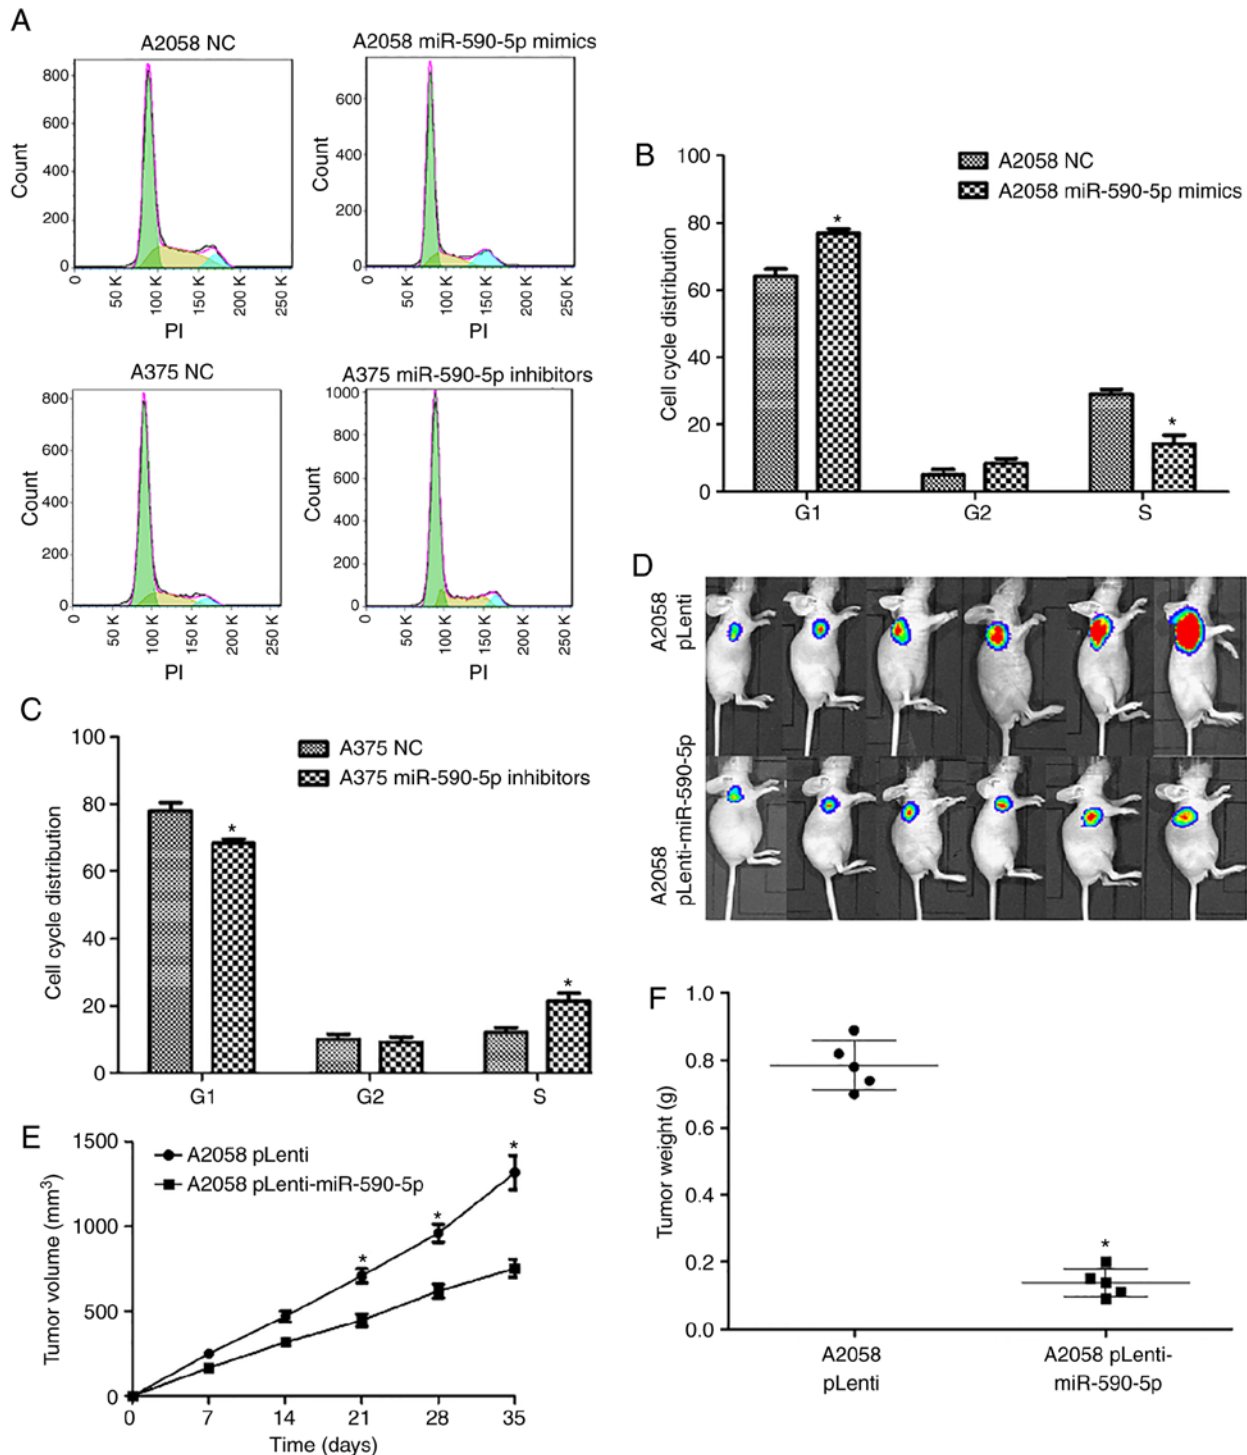 A
A2058 NC
800
600
400
200
0
Count
0
50 K
100 K
150 K
200 K
250 K
PI
A2058 miR-590-5p mimics
600
400
200
0
Count
0
50 K
100 K
150 K
200 K
250 K
PI
A375 NC
800
600
400
200
0
Count
0
50 K
100 K
150 K
200 K
250 K
PI
A375 miR-590-5p inhibitors
1000
800
600
400
200
0
Count
0
50 K
100 K
150 K
200 K
250 K
PI
B
A2058 NC
A2058 miR-590-5p mimics
100
80
60
40
20
0
Cell cycle distribution
*
*
G1
G2
S
C
A375 NC
A375 miR-590-5p inhibitors
100
80
60
40
20
0
Cell cycle distribution
*
*
G1
G2
S
D
A2058
pLenti
A2058
pLenti-miR-590-5p
E
A2058 pLenti
A2058 pLenti-miR-590-5p
1500
1000
500
0
Tumor volume (mm³)
*
*
*
0
7
14
21
28
35
Time (days)
F
1.0
0.8
0.6
0.4
0.2
0.0
Tumor weight (g)
*
A2058
pLenti
A2058 pLenti-
miR-590-5p